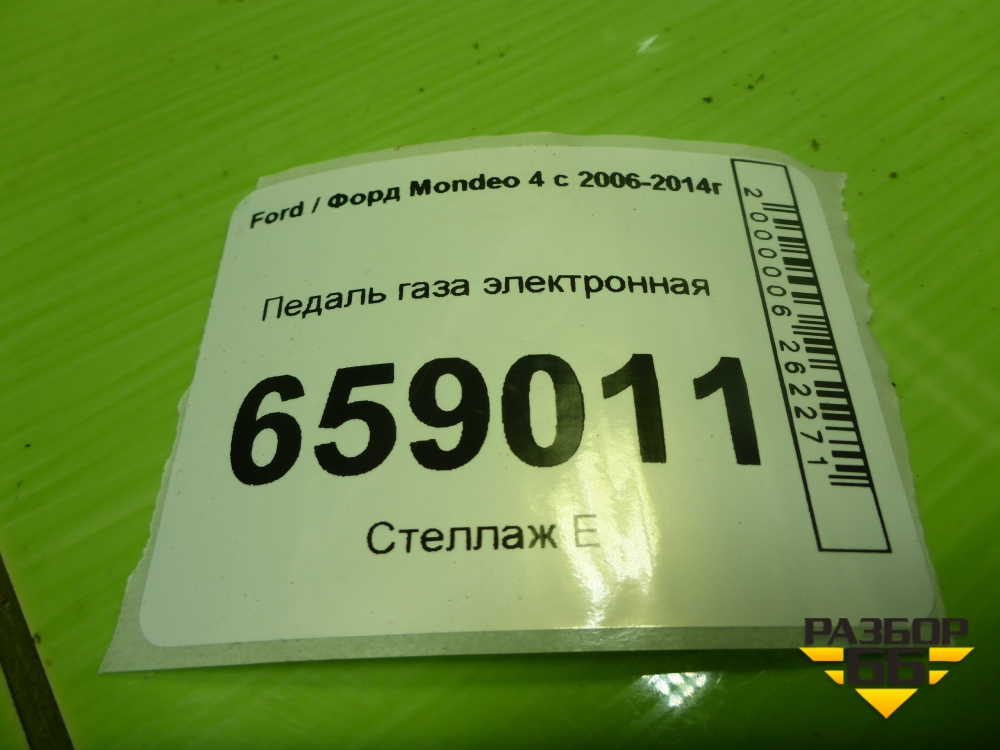 Ford / Форд Mondeo 4 с 2006-2014г
Педаль газа электронная
659011
Стеллаж Е
2000006262271
РАЗБОР
66